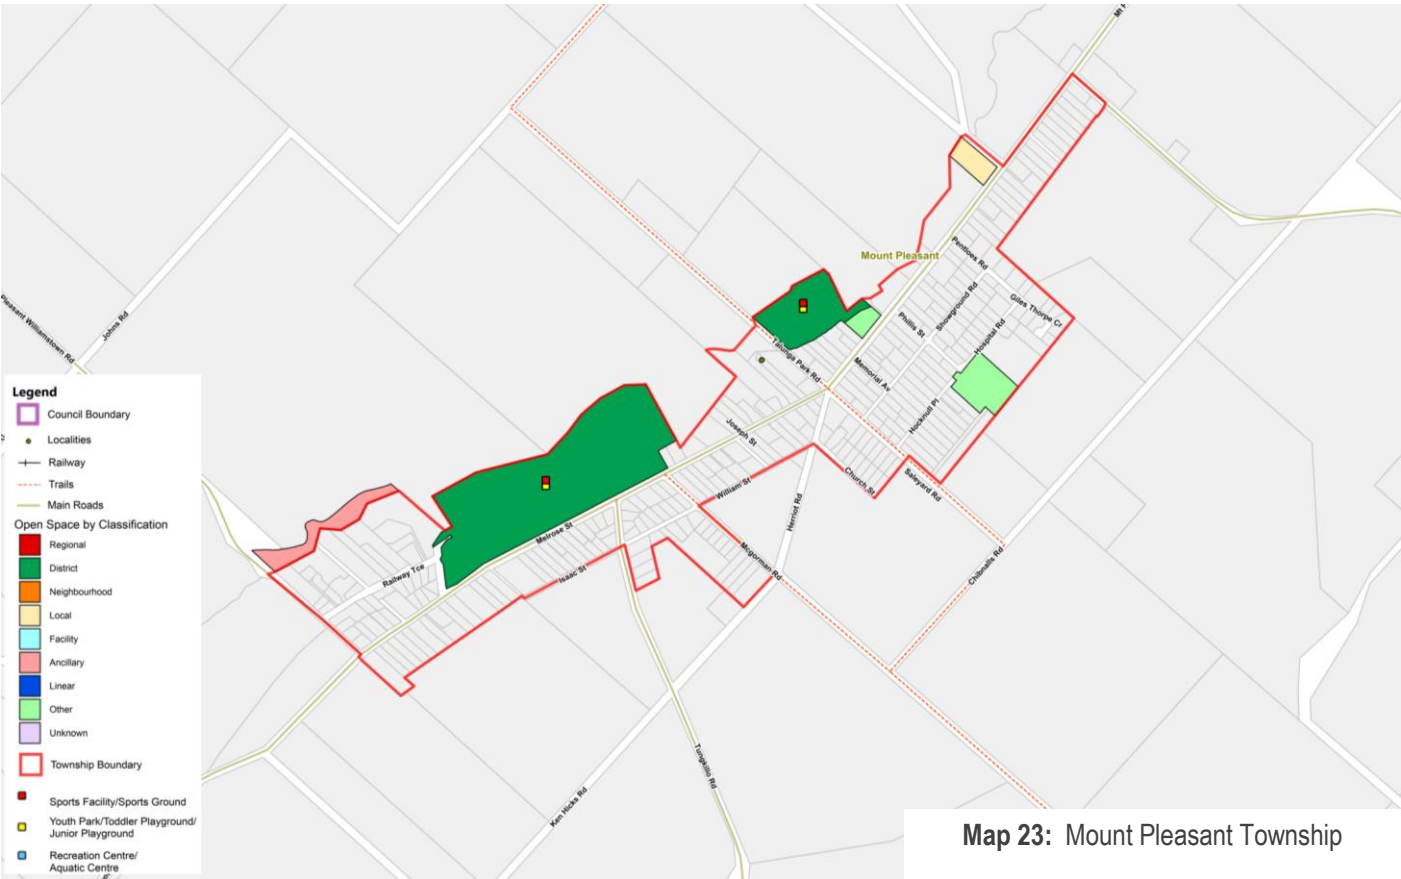 Mt P
Mount Pleasant
Pentloes Rd
Giles Thorpe Cr
Phillis St
Showground Rd
Hospital Rd
Pleasant Williamstown Rd
Johns Rd
Talunga Park Rd
Memorial Av
Hocknull Pl
Joseph St
William St
Church St
Saleyard Rd
Herriot Rd
Melrose St
Mcgorman Rd
Chibnalls Rd
Railway Tce
Isaac St
Tungkillo Rd
Ken Hicks Rd
Legend
Council Boundary
Localities
Railway
Trails
Main Roads
Open Space by Classification
Regional
District
Neighbourhood
Local
Facility
Ancillary
Linear
Other
Unknown
Township Boundary
Sports Facility/Sports Ground
Youth Park/Toddler Playground/
Junior Playground
Recreation Centre/
Aquatic Centre
Map 23: Mount Pleasant Township